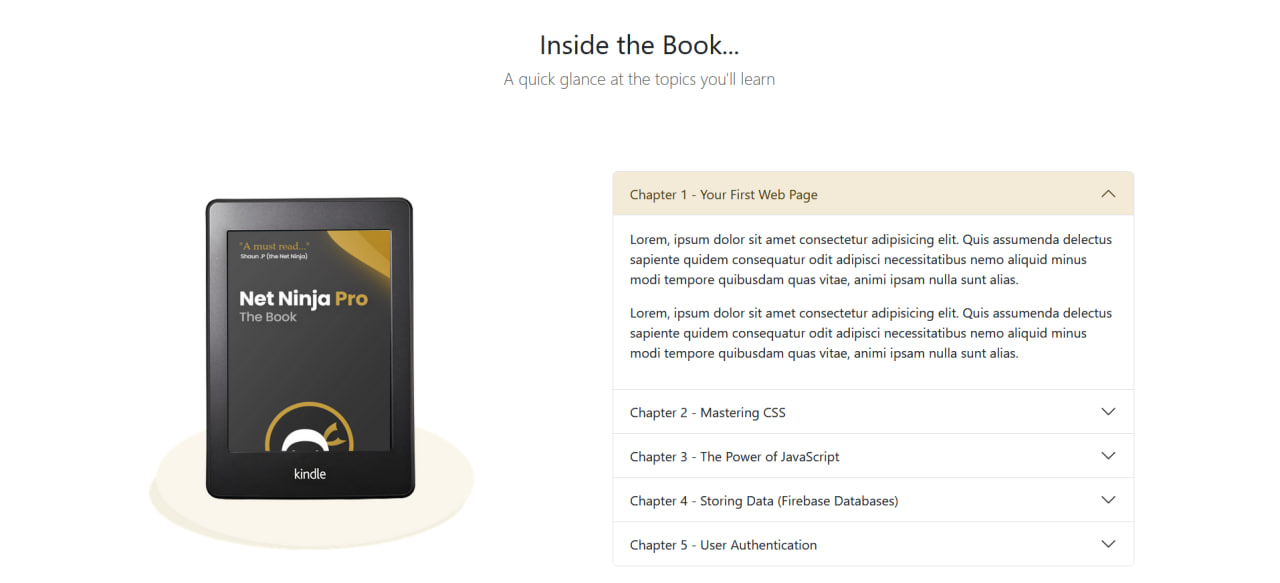 Inside the Book...
A quick glance at the topics you'll learn
"A must read..."
Shaun .P (the Net Ninja)
Net Ninja Pro
The Book
kindle
Chapter 1 - Your First Web Page
Lorem, ipsum dolor sit amet consectetur adipisicing elit. Quis assumenda delectus
sapiente quidem consequatur odit adipisci necessitatibus nemo aliquid minus
modi tempore quibusdam quas vitae, animi ipsam nulla sunt alias.
Lorem, ipsum dolor sit amet consectetur adipisicing elit. Quis assumenda delectus
sapiente quidem consequatur odit adipisci necessitatibus nemo aliquid minus
modi tempore quibusdam quas vitae, animi ipsam nulla sunt alias.
Chapter 2 - Mastering CSS
Chapter 3 - The Power of JavaScript
Chapter 4 - Storing Data (Firebase Databases)
Chapter 5 - User Authentication